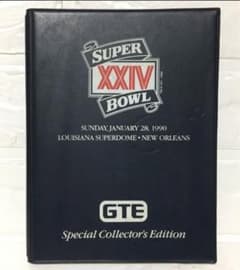 SUPER
XXIV
BOWL
SUNDAY, JANUARY 28, 1990
LOUISIANA SUPERDOME • NEW ORLEANS
GTE
Special Collector's Edition